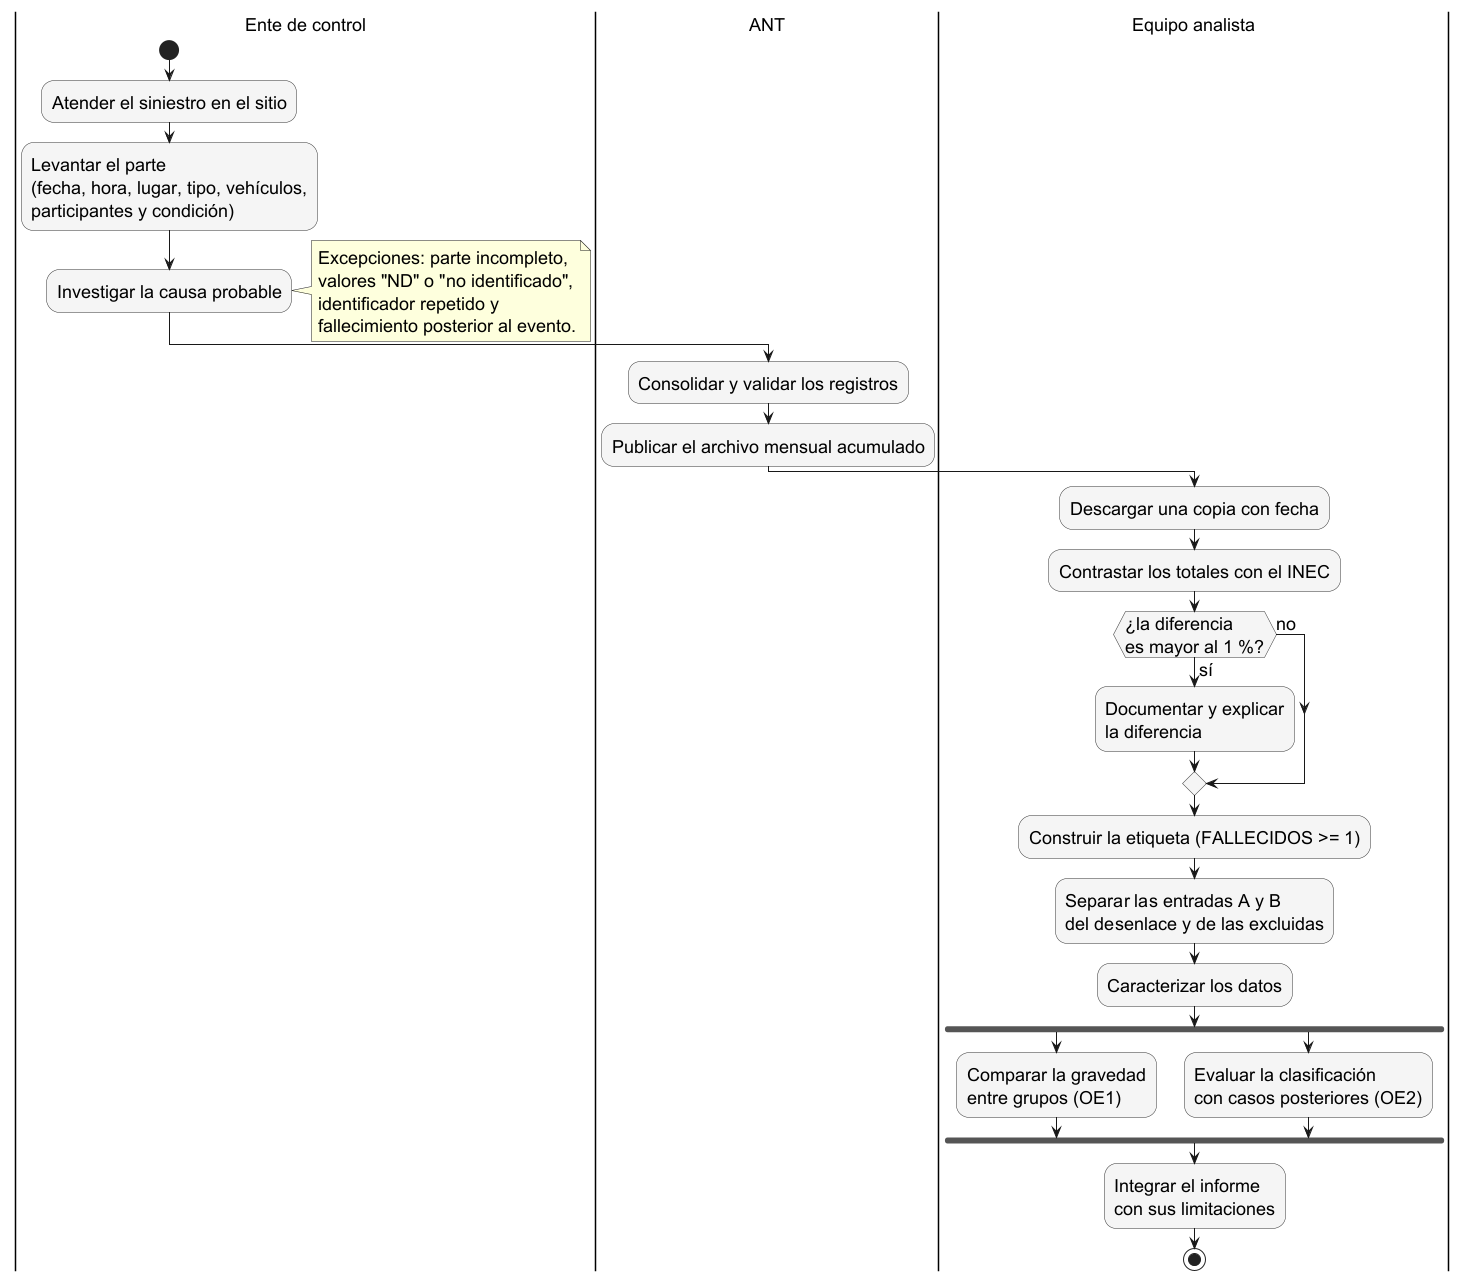 Ente de control
ANT
Equipo analista
Atender el siniestro en el sitio
Levantar el parte
(fecha, hora, lugar, tipo, vehículos,
participantes y condición)
Investigar la causa probable
Excepciones: parte incompleto,
valores "ND" o "no identificado",
identificador repetido y
fallecimiento posterior al evento.
Consolidar y validar los registros
Publicar el archivo mensual acumulado
Descargar una copia con fecha
Contrastar los totales con el INEC
¿la diferencia
es mayor al 1 %?
no
sí
Documentar y explicar
la diferencia
Construir la etiqueta (FALLECIDOS >= 1)
Separar las entradas A y B
del desenlace y de las excluidas
Caracterizar los datos
Comparar la gravedad
entre grupos (OE1)
Evaluar la clasificación
con casos posteriores (OE2)
Integrar el informe
con sus limitaciones